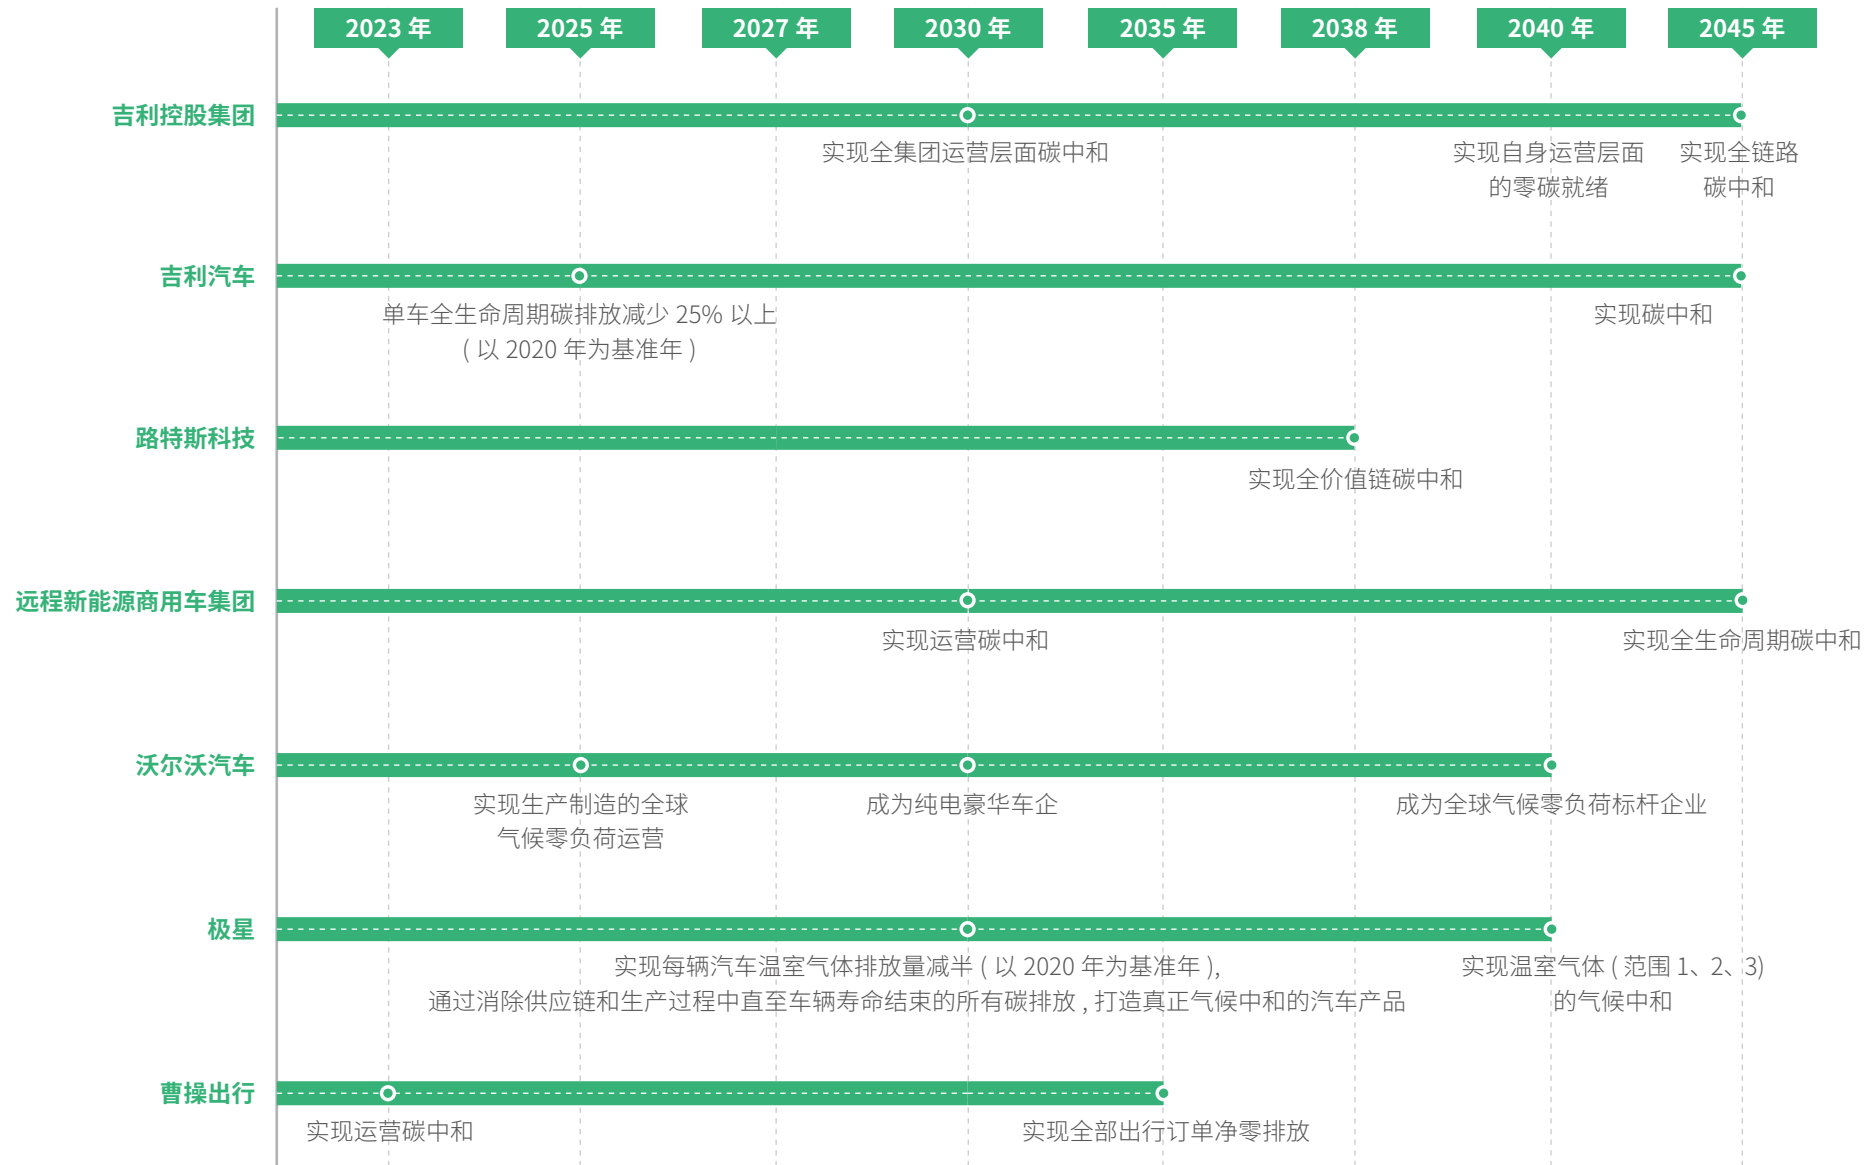 2023 年
2025 年
2027 年
2030 年
2035 年
2038 年
2040 年
2045 年
吉利控股集团
实现全集团运营层面碳中和
实现自身运营层面
的零碳就绪
实现全链路
碳中和
吉利汽车
单车全生命周期碳排放减少 25% 以上
( 以 2020 年为基准年 )
实现碳中和
路特斯科技
实现全价值链碳中和
远程新能源商用车集团
实现运营碳中和
实现全生命周期碳中和
沃尔沃汽车
实现生产制造的全球
气候零负荷运营
成为纯电豪华车企
成为全球气候零负荷标杆企业
极星
实现每辆汽车温室气体排放量减半 ( 以 2020 年为基准年 ),
通过消除供应链和生产过程中直至车辆寿命结束的所有碳排放 , 打造真正气候中和的汽车产品
实现温室气体 ( 范围 1、2、3)
的气候中和
曹操出行
实现运营碳中和
实现全部出行订单净零排放